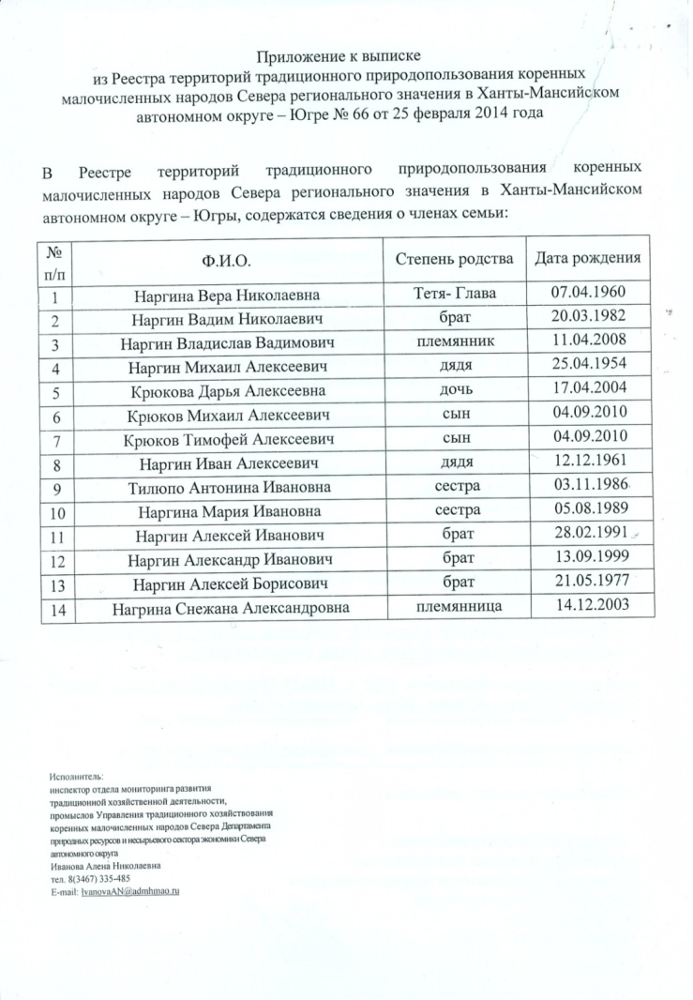 Приложение к выписке
из Реестра территорий традиционного природопользования коренных
малочисленных народов Севера регионального значения в Ханты-Мансийском
автономном округе – Югре № 66 от 25 февраля 2014 года
В Реестре территорий традиционного природопользования коренных
малочисленных народов Севера регионального значения в Ханты-Мансийском
автономном округе – Югры, содержатся сведения о членах семьи:
№ п/п Ф.И.О. Степень родства Дата рождения
1 Наргина Вера Николаевна Тетя- Глава 07.04.1960
2 Наргин Вадим Николаевич брат 20.03.1982
3 Наргин Владислав Вадимович племянник 11.04.2008
4 Наргин Михаил Алексеевич дядя 25.04.1954
5 Крюкова Дарья Алексеевна дочь 17.04.2004
6 Крюков Михаил Алексеевич сын 04.09.2010
7 Крюков Тимофей Алексеевич сын 04.09.2010
8 Наргин Иван Алексеевич дядя 12.12.1961
9 Тилюпо Антонина Ивановна сестра 03.11.1986
10 Наргина Мария Ивановна сестра 05.08.1989
11 Наргин Алексей Иванович брат 28.02.1991
12 Наргин Александр Иванович брат 13.09.1999
13 Наргин Алексей Борисович брат 21.05.1977
14 Нагрина Снежана Александровна племянница 14.12.2003
Исполнитель:
инспектор отдела мониторинга развития
традиционной хозяйственной деятельности,
промыслов Управления традиционного хозяйствования
коренных малочисленных народов Севера Департамента
природных ресурсов и несырьевого сектора экономики Севера
автономного округа
Иванова Алена Николаевна
тел. 8(3467) 335-485
E-mail: IvanovaAN@admhmao.ru